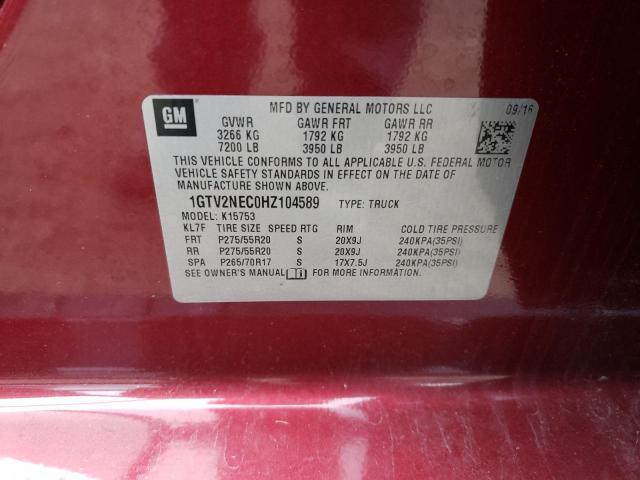 GM
MFD BY GENERAL MOTORS LLC 09/16
GVWR GAWR FRT GAWR RR
3266 KG 1792 KG 1792 KG
7200 LB 3950 LB 3950 LB
THIS VEHICLE CONFORMS TO ALL APPLICABLE U.S. FEDERAL MOTOR
VEHICLE SAFETY STANDARDS IN EFFECT ON THE DATE OF
MANUFACTURE SHOWN ABOVE.
1GTV2NEC0HZ104589 TYPE: TRUCK
MODEL: K15753
KL7F TIRE SIZE SPEED RTG RIM COLD TIRE PRESSURE
FRT P275/55R20 S 20X9J 240KPA(35PSI)
RR P275/55R20 S 20X9J 240KPA(35PSI)
SPA P265/70R17 S 17X7.5J 240KPA(35PSI)
SEE OWNER'S MANUAL FOR MORE INFORMATION.